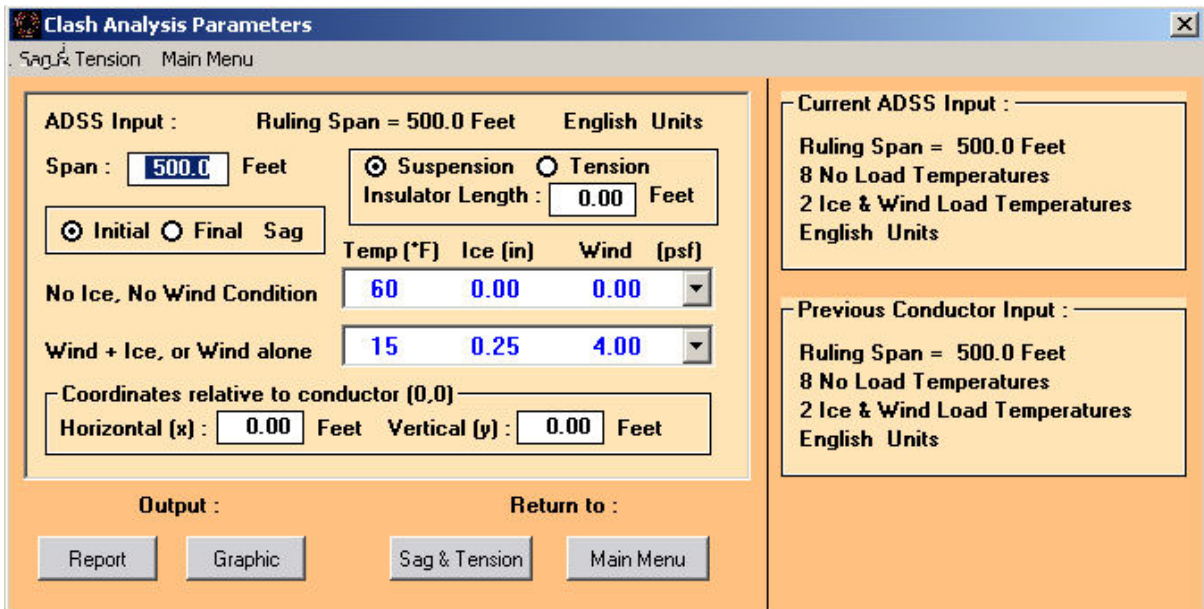 Clash Analysis Parameters
Sag & Tension Main Menu
ADSS Input : Ruling Span = 500.0 Feet English Units
Span : 500.0 Feet
Suspension Tension
Insulator Length : 0.00 Feet
Initial Final Sag
Temp (*F) Ice (in) Wind (psf)
No Ice, No Wind Condition 60 0.00 0.00
Wind + Ice, or Wind alone 15 0.25 4.00
Coordinates relative to conductor (0,0)
Horizontal (x) : 0.00 Feet Vertical (y) : 0.00 Feet
Output : Return to :
Report Graphic Sag & Tension Main Menu
Current ADSS Input :
Ruling Span = 500.0 Feet
8 No Load Temperatures
2 Ice & Wind Load Temperatures
English Units
Previous Conductor Input :
Ruling Span = 500.0 Feet
8 No Load Temperatures
2 Ice & Wind Load Temperatures
English Units